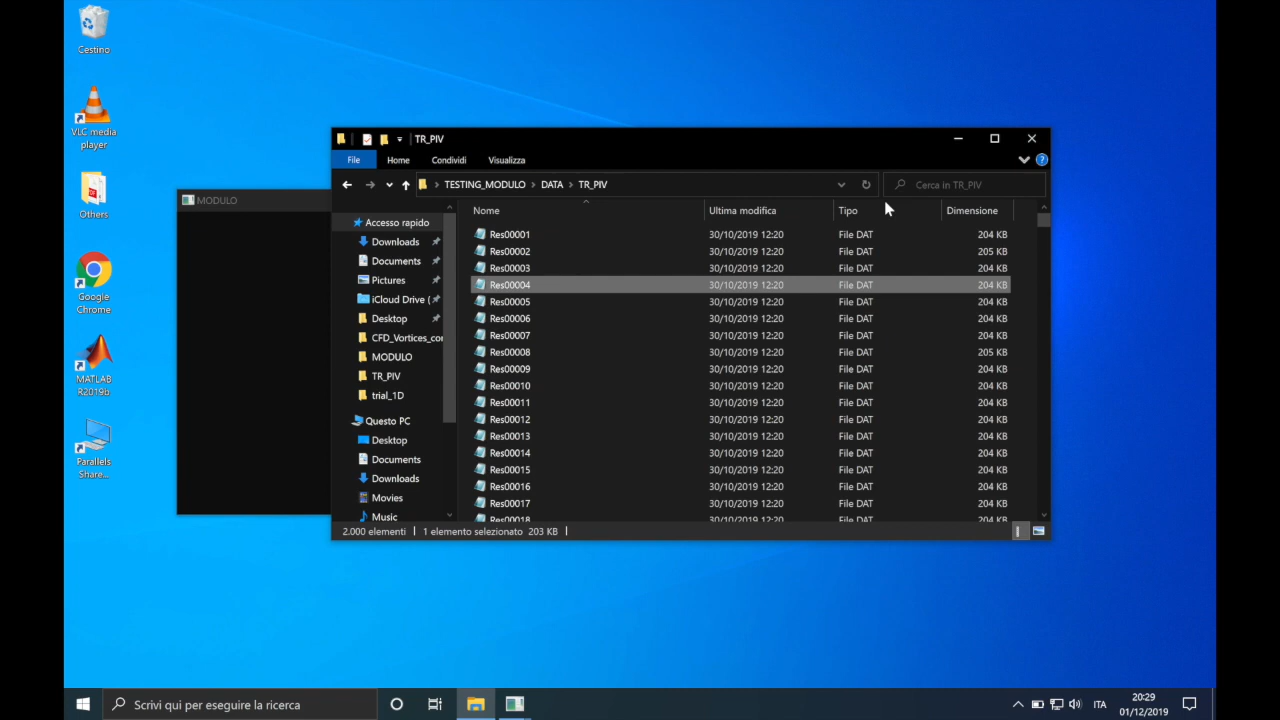 Cestino
VLC media
player
Others
Google
Chrome
MATLAB
R2019b
Parallels
Share...
MODULO
TR_PIV
File Home Condividi Visualizza
TESTING_MODULO DATA TR_PIV
Cerca in TR_PIV
Nome Ultima modifica Tipo Dimensione
Accesso rapido
Downloads
Documents
Pictures
iCloud Drive (
Desktop
CFD_Vortices_cor
MODULO
TR_PIV
trial_1D
Questo PC
Desktop
Documents
Downloads
Movies
Music
Res00001 30/10/2019 12:20 File DAT 204 KB
Res00002 30/10/2019 12:20 File DAT 205 KB
Res00003 30/10/2019 12:20 File DAT 204 KB
Res00004 30/10/2019 12:20 File DAT 204 KB
Res00005 30/10/2019 12:20 File DAT 204 KB
Res00006 30/10/2019 12:20 File DAT 204 KB
Res00007 30/10/2019 12:20 File DAT 204 KB
Res00008 30/10/2019 12:20 File DAT 205 KB
Res00009 30/10/2019 12:20 File DAT 204 KB
Res00010 30/10/2019 12:20 File DAT 204 KB
Res00011 30/10/2019 12:20 File DAT 204 KB
Res00012 30/10/2019 12:20 File DAT 204 KB
Res00013 30/10/2019 12:20 File DAT 204 KB
Res00014 30/10/2019 12:20 File DAT 204 KB
Res00015 30/10/2019 12:20 File DAT 204 KB
Res00016 30/10/2019 12:20 File DAT 204 KB
Res00017 30/10/2019 12:20 File DAT 204 KB
Res00018 30/10/2019 12:20 File DAT 204 KB
2.000 elementi 1 elemento selezionato 203 KB
Scrivi qui per eseguire la ricerca
ITA
20:29
01/12/2019